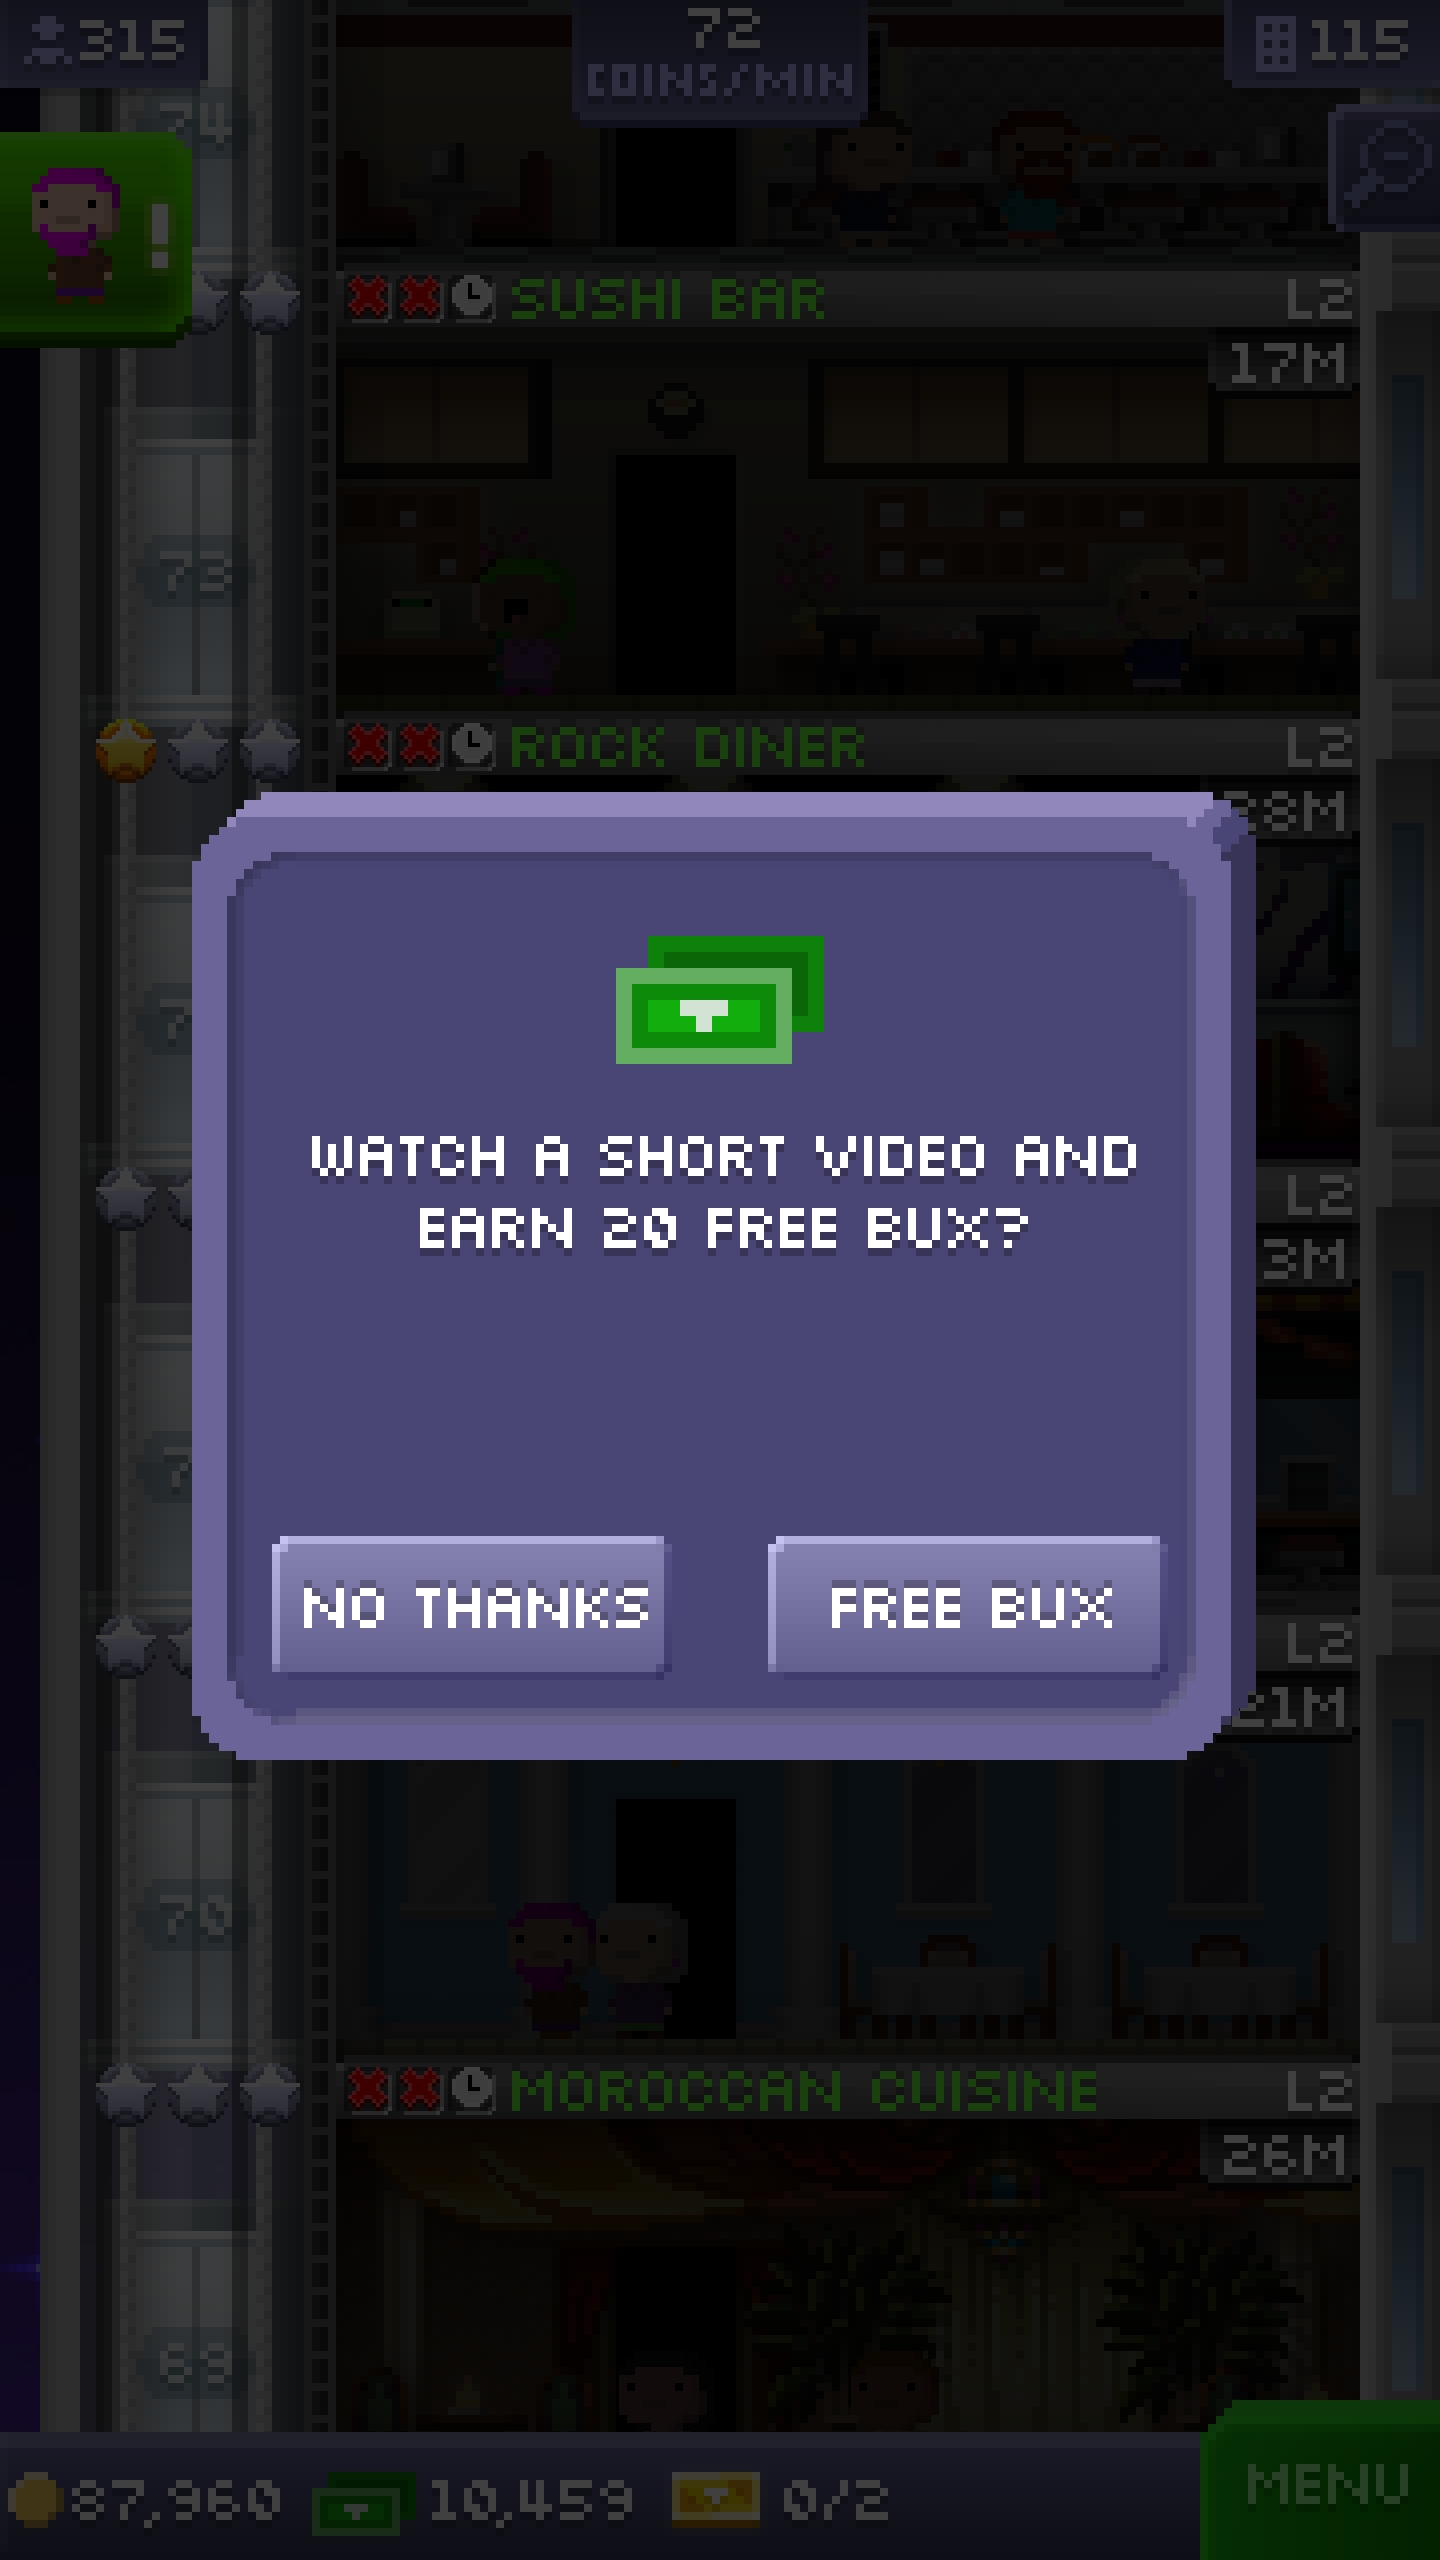 315
72
COINS/MIN
115
74
SUSHI BAR L2
17M
73
ROCK DINER L2
28M
WATCH A SHORT VIDEO AND
EARN 20 FREE BUX?
L2
3M
NO THANKS
FREE BUX
L2
21M
70
MOROCCAN CUISINE L2
26M
69
87,960 10,459 0/2
MENU